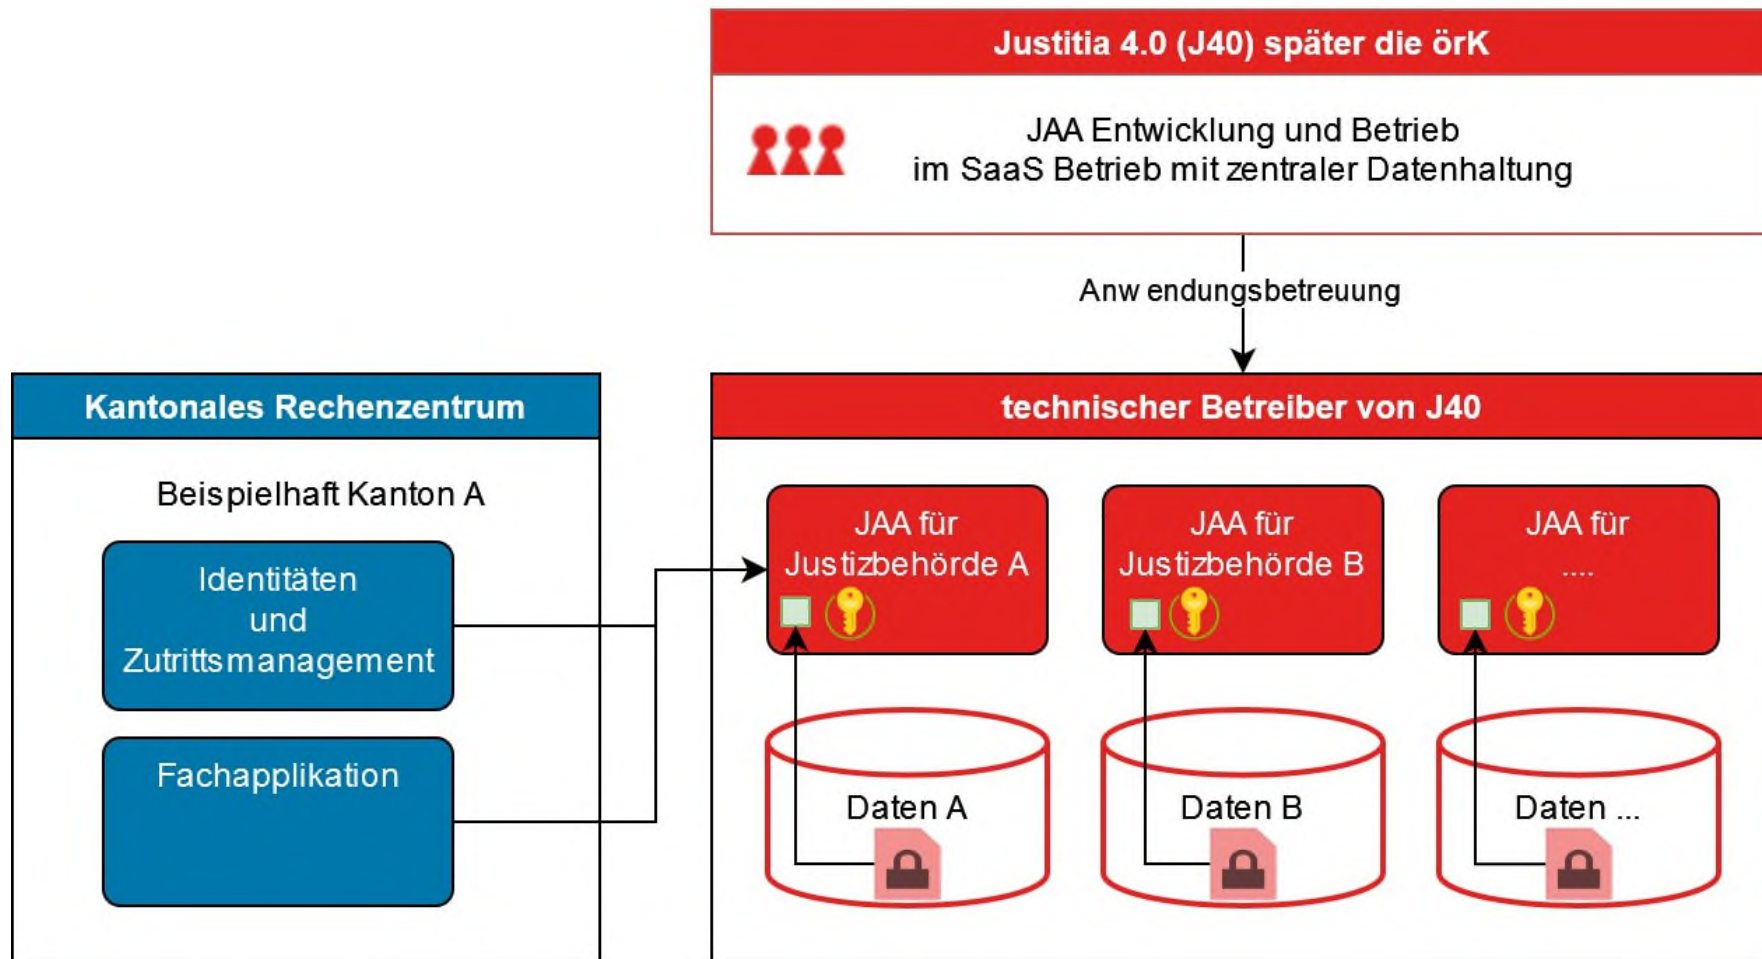 Justitia 4.0 (J40) später die örK
JAA Entwicklung und Betrieb
im SaaS Betrieb mit zentraler Datenhaltung
Anwendungsbetreuung
Kantonales Rechenzentrum
Beispielhaft Kanton A
Identitäten
und
Zutrittsmanagement
Fachapplikation
technischer Betreiber von J40
JAA für
Justizbehörde A
JAA für
Justizbehörde B
JAA für
....
Daten A
Daten B
Daten ...